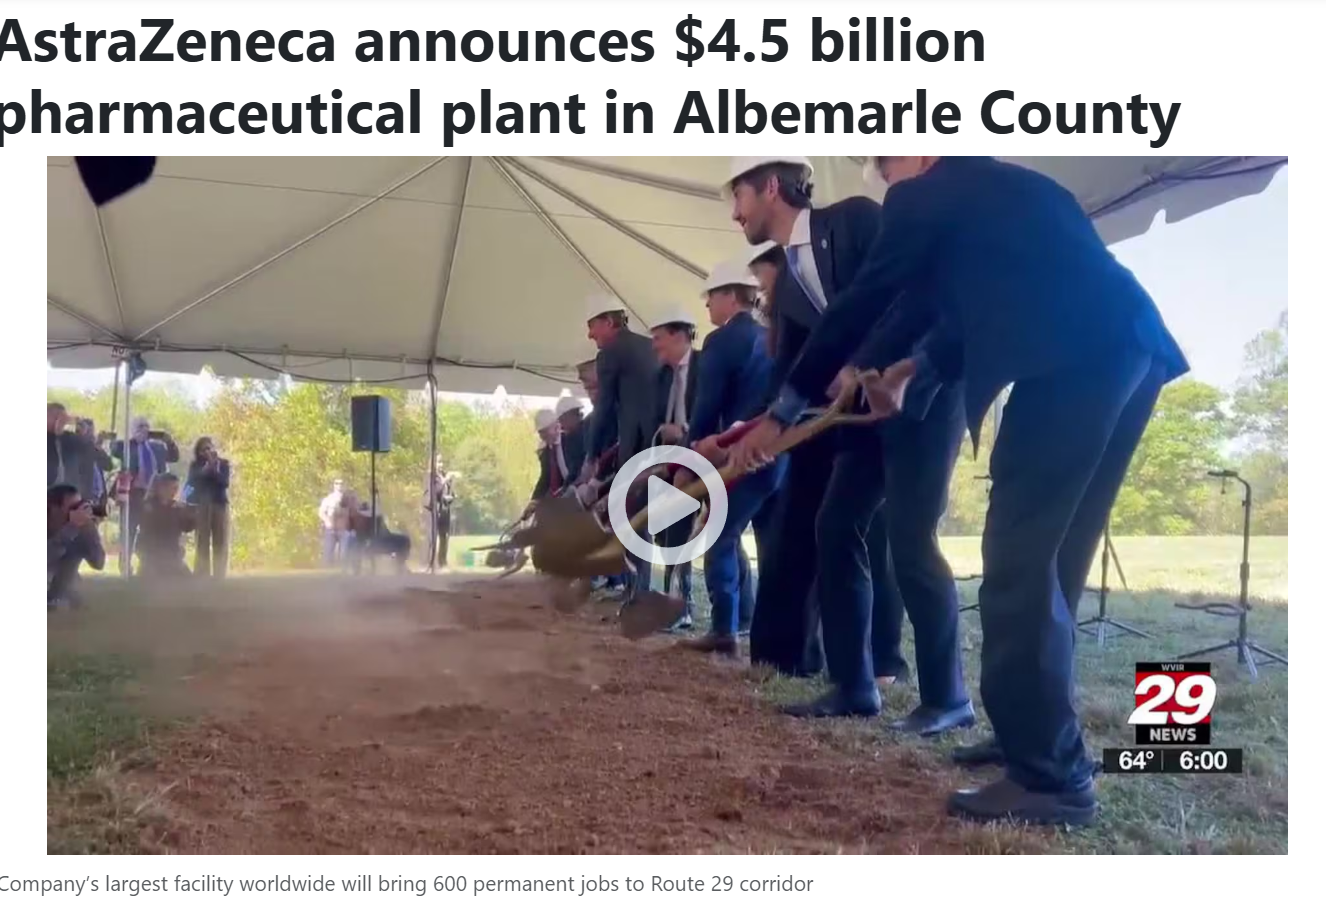 AstraZeneca announces $4.5 billion
pharmaceutical plant in Albemarle County
WVIR
29
NEWS
64° 6:00
Company's largest facility worldwide will bring 600 permanent jobs to Route 29 corridor